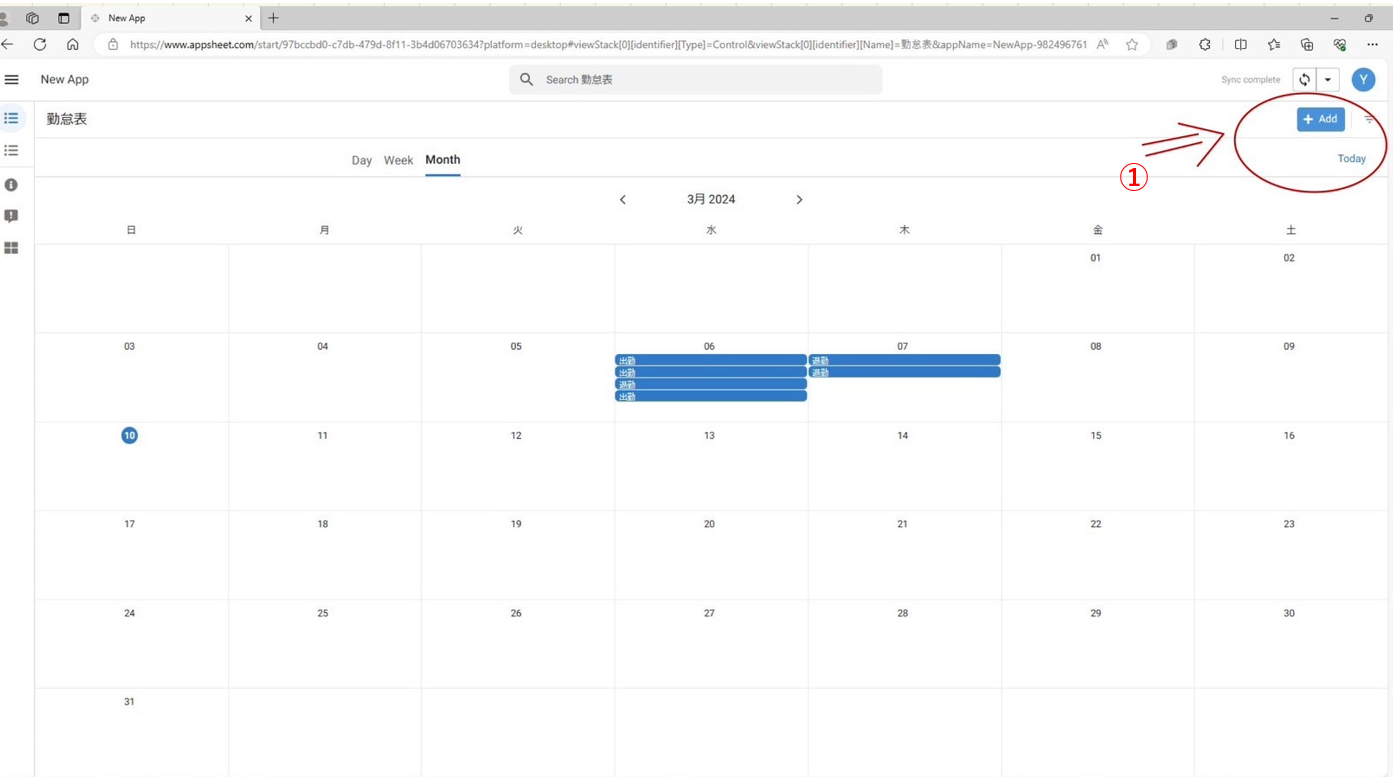 New App
https://www.appsheet.com/start/97bccbd0-c7db-479d-8f11-3b4d06703634?platform=desktop#viewStack[0][identifier][Type]=Control&viewStack[0][identifier][Name]=勤怠表&appName=NewApp-982496761
New App
Search 勤怠表
Sync complete
Y
勤怠表
+ Add
Day Week Month
Today
①
3月 2024
日 月 火 水 木 金 土
01 02
03 04 05 06 07 08 09
出勤 退勤
出勤 退勤
退勤
出勤
10 11 12 13 14 15 16
17 18 19 20 21 22 23
24 25 26 27 28 29 30
31